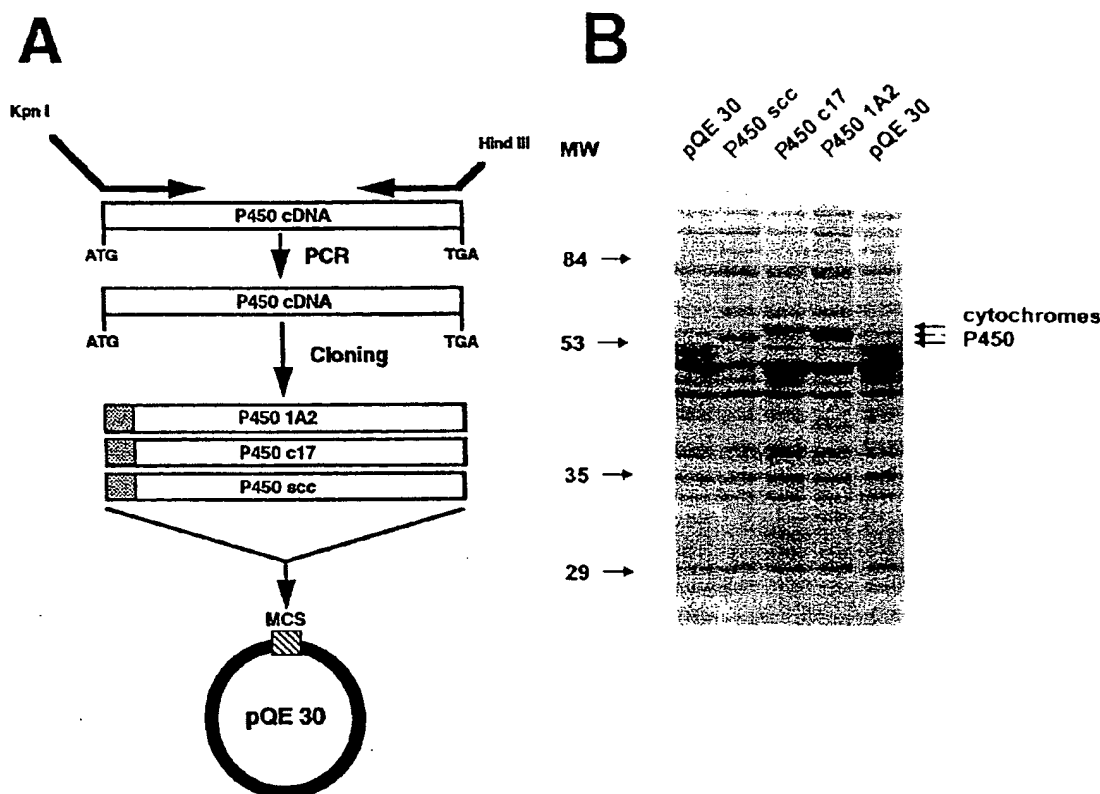 A
Kpn I
Hind III
P450 cDNA
ATG
TGA
PCR
P450 cDNA
ATG
TGA
Cloning
P450 1A2
P450 c17
P450 scc
MCS
pQE 30
B
MW
pQE 30
P450 scc
P450 c17
P450 1A2
pQE 30
84
53
35
29
cytochromes
P450